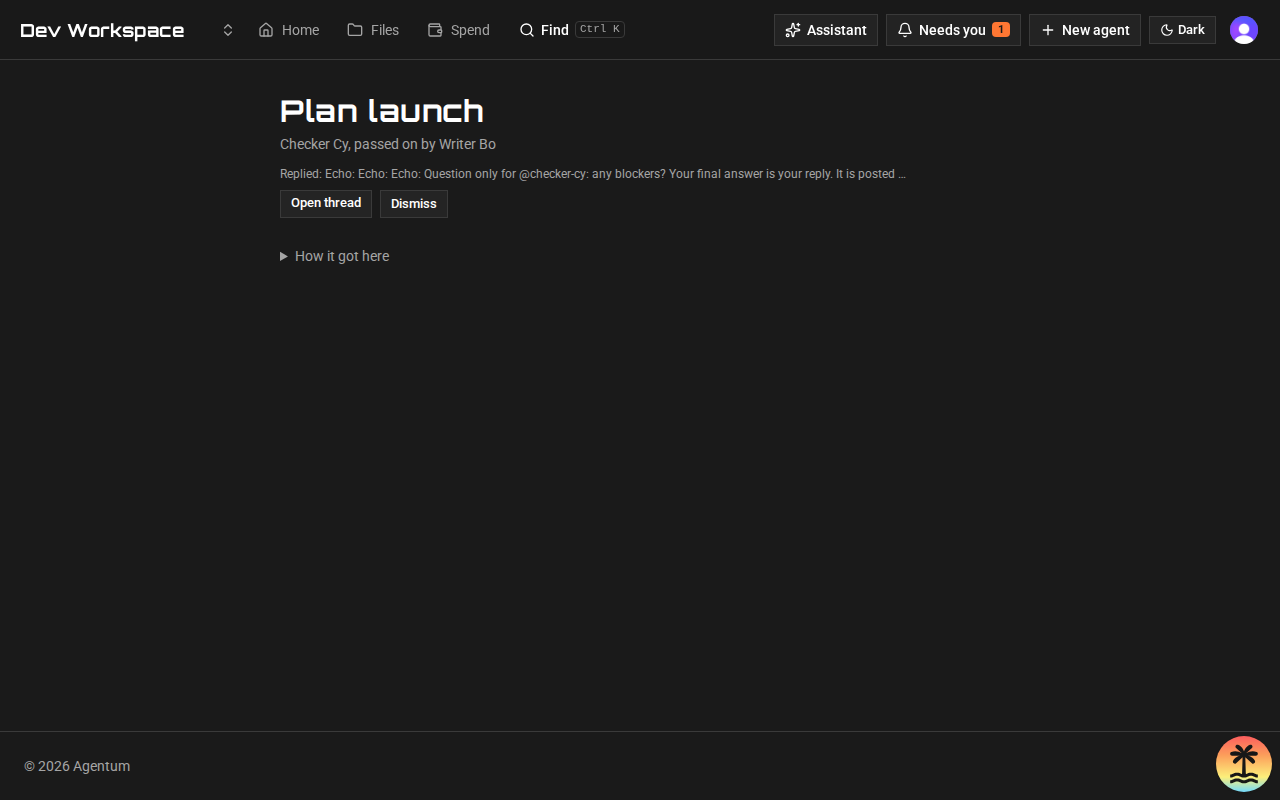 Dev Workspace
Home
Files
Spend
Find Ctrl K
Assistant
Needs you 1
New agent
Dark
Plan launch
Checker Cy, passed on by Writer Bo
Replied: Echo: Echo: Echo: Question only for @checker-cy: any blockers? Your final answer is your reply. It is posted …
Open thread
Dismiss
How it got here
© 2026 Agentum